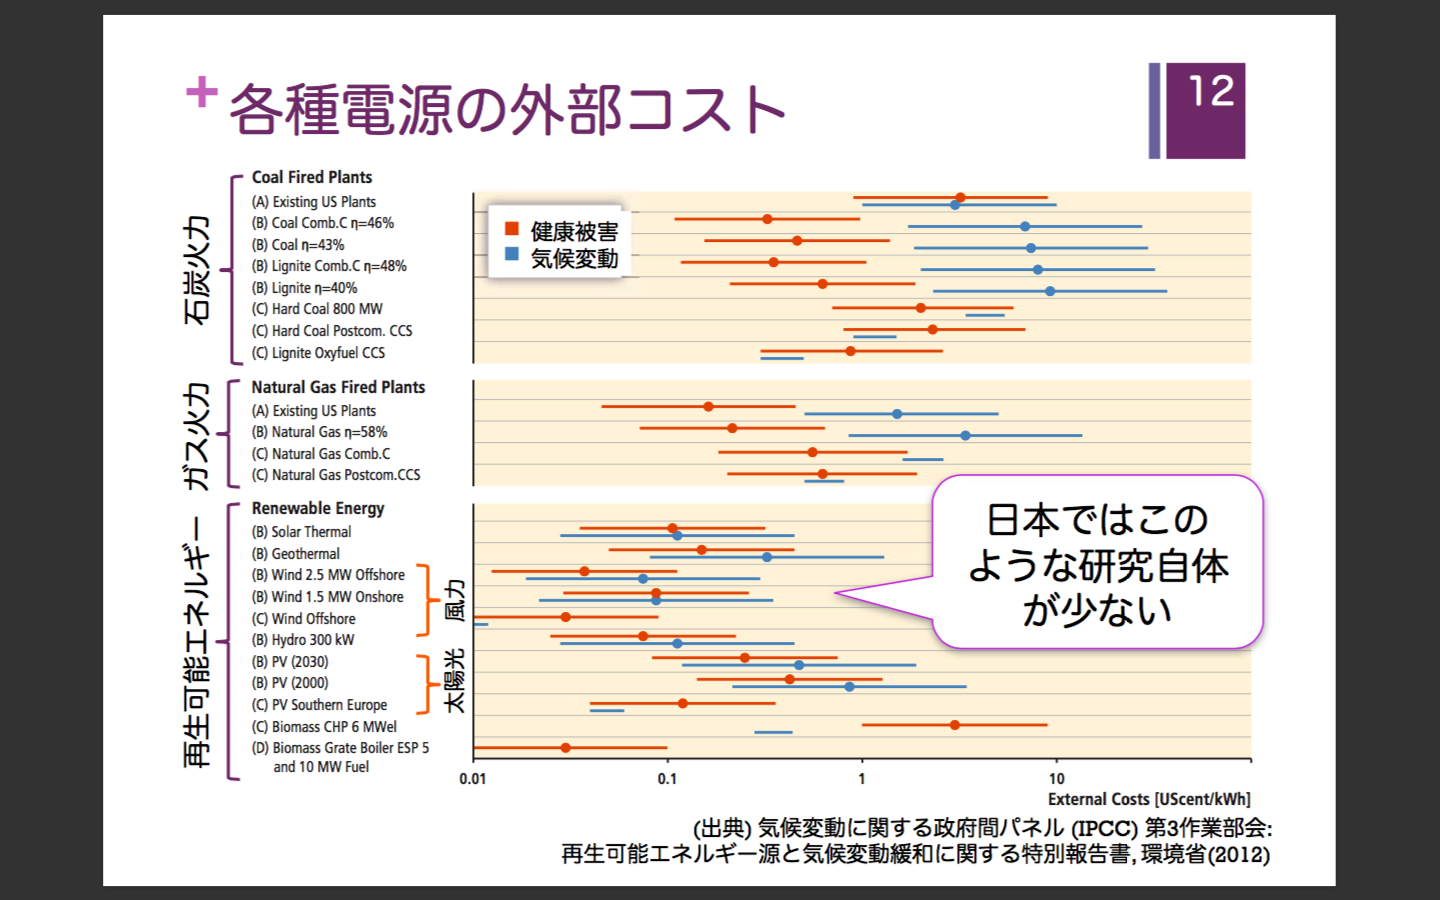 + 各種電源の外部コスト
12
石炭火力
Coal Fired Plants
(A) Existing US Plants
(B) Coal Comb.C η=46%
(B) Coal η=43%
(B) Lignite Comb.C η=48%
(B) Lignite η=40%
(C) Hard Coal 800 MW
(C) Hard Coal Postcom. CCS
(C) Lignite Oxyfuel CCS
健康被害
気候変動
ガス火力
Natural Gas Fired Plants
(A) Existing US Plants
(B) Natural Gas η=58%
(C) Natural Gas Comb.C
(C) Natural Gas Postcom.CCS
再生可能エネルギー
Renewable Energy
(B) Solar Thermal
(B) Geothermal
(B) Wind 2.5 MW Offshore
(B) Wind 1.5 MW Onshore
(C) Wind Offshore
(B) Hydro 300 kW
(B) PV (2030)
(B) PV (2000)
(C) PV Southern Europe
(C) Biomass CHP 6 MWel
(D) Biomass Grate Boiler ESP 5
and 10 MW Fuel
風力
太陽光
日本ではこの
ような研究自体
が少ない
0.01 0.1 1 10
External Costs [UScent/kWh]
(出典) 気候変動に関する政府間パネル (IPCC) 第3作業部会:
再生可能エネルギー源と気候変動緩和に関する特別報告書, 環境省(2012)